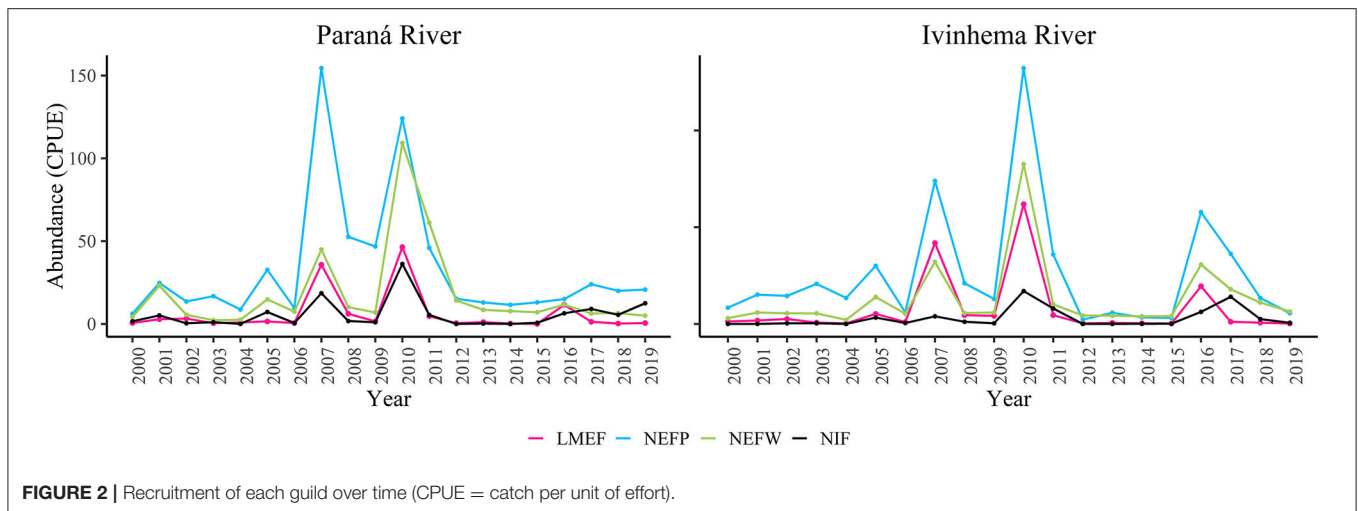 Paraná River
Ivinhema River
Abundance (CPUE)
150
100
50
0
2000 2001 2002 2003 2004 2005 2006 2007 2008 2009 2010 2011 2012 2013 2014 2015 2016 2017 2018 2019
2000 2001 2002 2003 2004 2005 2006 2007 2008 2009 2010 2011 2012 2013 2014 2015 2016 2017 2018 2019
Year
Year
LMEF NEFP NEFW NIF
FIGURE 2 | Recruitment of each guild over time (CPUE = catch per unit of effort).